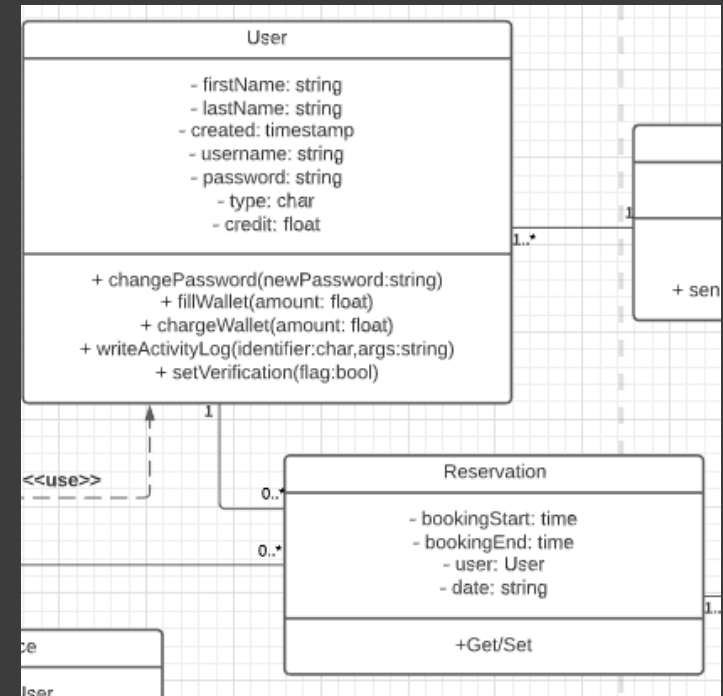 User
- firstName: string
- lastName: string
- created: timestamp
- username: string
- password: string
- type: char
- credit: float
+ changePassword(newPassword:string)
+ fillWallet(amount: float)
+ chargeWallet(amount: float)
+ writeActivityLog(identifier:char,args:string)
+ setVerification(flag:bool)
1..*
1
+ sen
1
<<use>>
0..*
0..*
Reservation
- bookingStart: time
- bookingEnd: time
- user: User
- date: string
+Get/Set
1..
ce